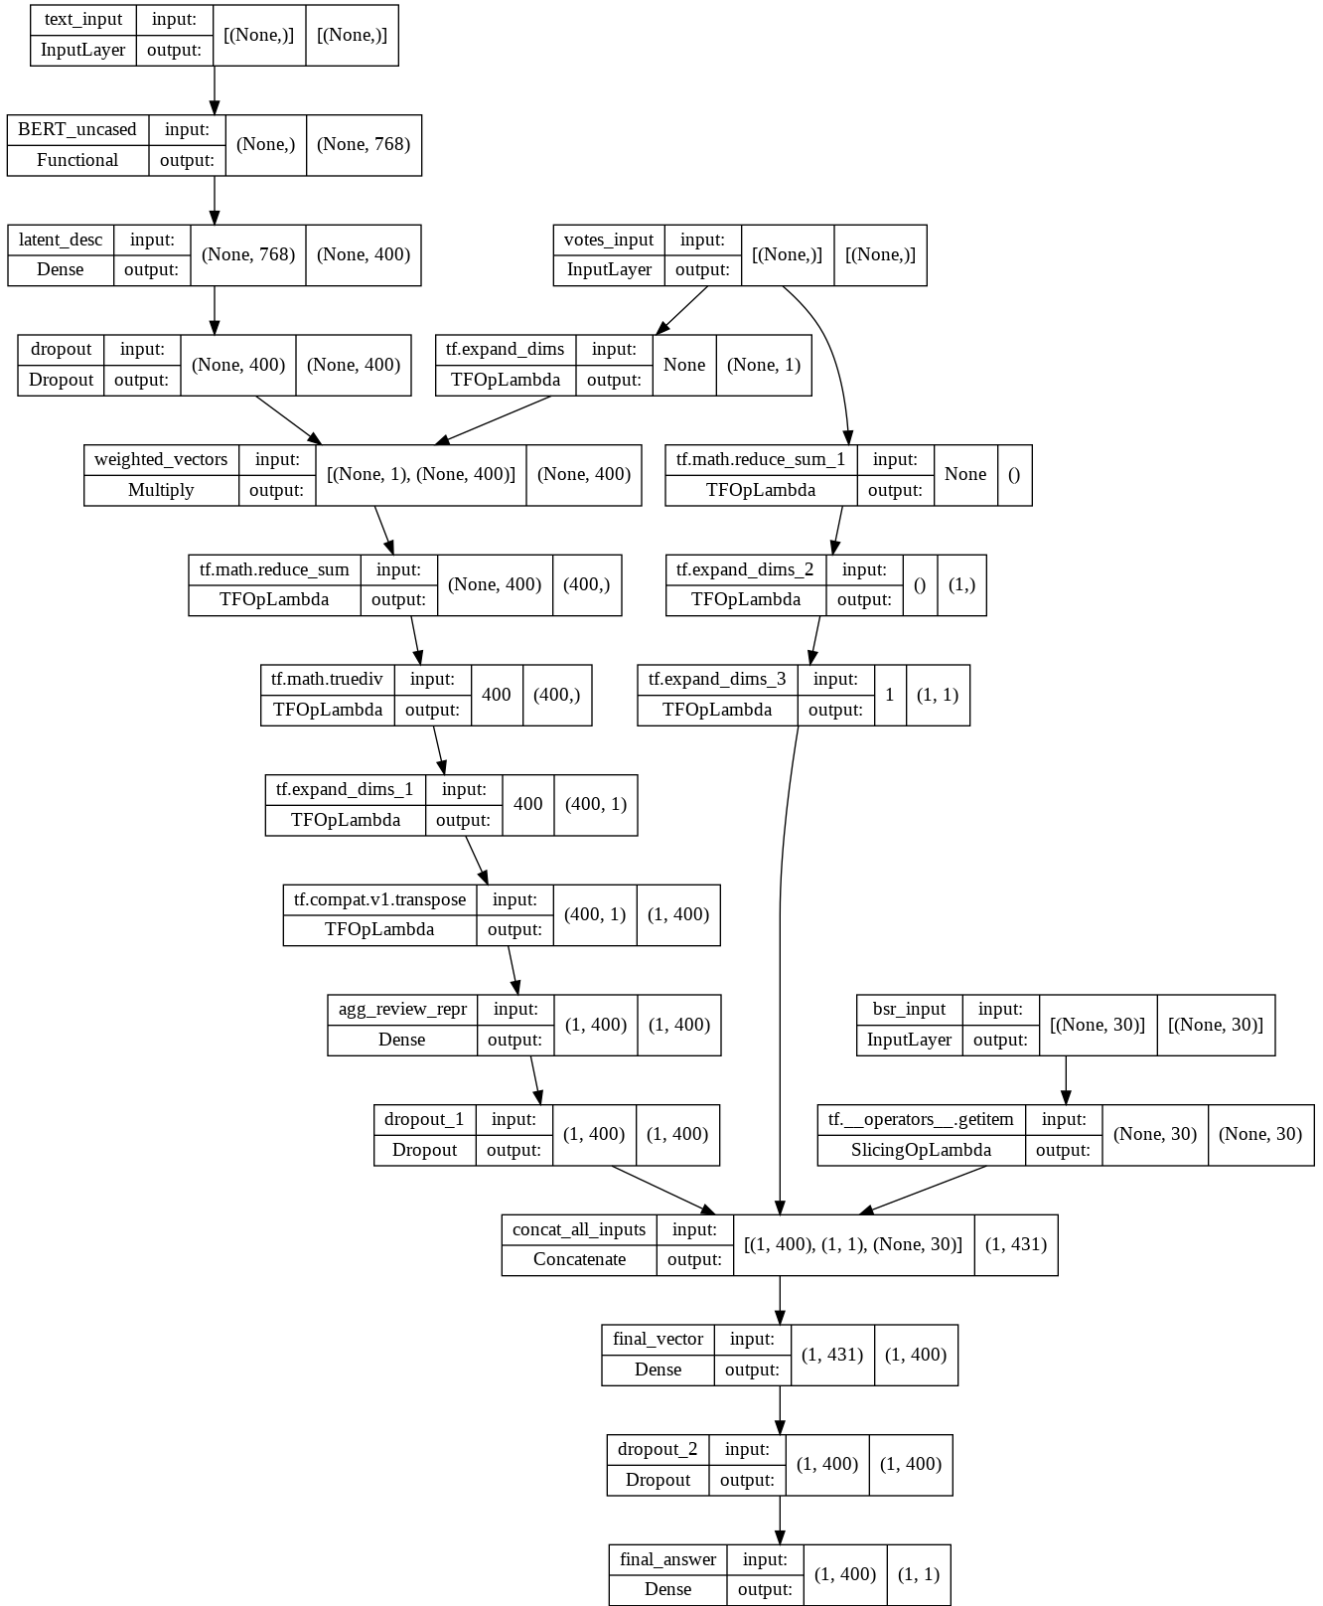 text_input input: [(None,)] [(None,)]
InputLayer output:
BERT_uncased input: (None,) (None, 768)
Functional output:
latent_desc input: (None, 768) (None, 400)
Dense output:
votes_input input: [(None,)] [(None,)]
InputLayer output:
dropout input: (None, 400) (None, 400)
Dropout output:
tf.expand_dims input: None (None, 1)
TFOpLambda output:
weighted_vectors input: [(None, 1), (None, 400)] (None, 400)
Multiply output:
tf.math.reduce_sum_1 input: None ()
TFOpLambda output:
tf.math.reduce_sum input: (None, 400) (400,)
TFOpLambda output:
tf.expand_dims_2 input: () (1,)
TFOpLambda output:
tf.math.truediv input: 400 (400,)
TFOpLambda output:
tf.expand_dims_3 input: 1 (1, 1)
TFOpLambda output:
tf.expand_dims_1 input: 400 (400, 1)
TFOpLambda output:
tf.compat.v1.transpose input: (400, 1) (1, 400)
TFOpLambda output:
agg_review_repr input: (1, 400) (1, 400)
Dense output:
bsr_input input: [(None, 30)] [(None, 30)]
InputLayer output:
dropout_1 input: (1, 400) (1, 400)
Dropout output:
tf.__operators__.getitem input: (None, 30) (None, 30)
SlicingOpLambda output:
concat_all_inputs input: [(1, 400), (1, 1), (None, 30)] (1, 431)
Concatenate output:
final_vector input: (1, 431) (1, 400)
Dense output:
dropout_2 input: (1, 400) (1, 400)
Dropout output:
final_answer input: (1, 400) (1, 1)
Dense output: